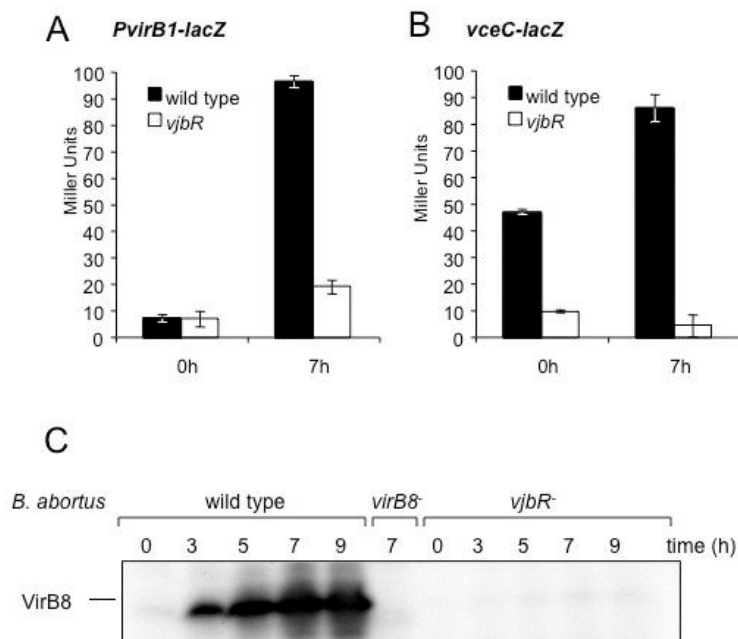 A PvirB1-lacZ
Miller Units
100
90
80
70
60
50
40
30
20
10
0
wild type
vjbR
0h 7h
B vceC-lacZ
Miller Units
100
90
80
70
60
50
40
30
20
10
0
wild type
vjbR
0h 7h
C
B. abortus wild type virB8- vjbR-
0 3 5 7 9 7 0 3 5 7 9 time (h)
VirB8